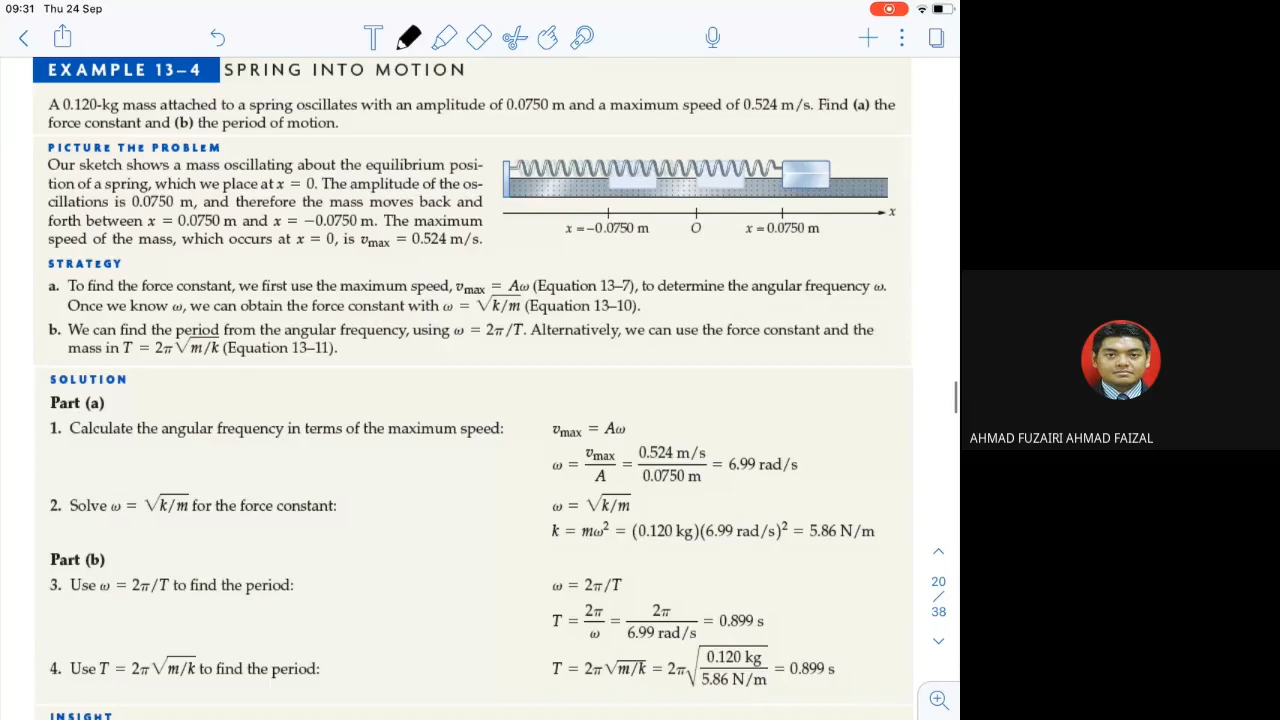 09:31 Thu 24 Sep
EXAMPLE 13–4 SPRING INTO MOTION
A 0.120-kg mass attached to a spring oscillates with an amplitude of 0.0750 m and a maximum speed of 0.524 m/s. Find (a) the
force constant and (b) the period of motion.
PICTURE THE PROBLEM
Our sketch shows a mass oscillating about the equilibrium posi-
tion of a spring, which we place at x = 0. The amplitude of the os-
cillations is 0.0750 m, and therefore the mass moves back and
forth between x = 0.0750 m and x = −0.0750 m. The maximum
speed of the mass, which occurs at x = 0, is vmax = 0.524 m/s.
x
x = −0.0750 m O x = 0.0750 m
STRATEGY
a. To find the force constant, we first use the maximum speed, vmax = Aω (Equation 13–7), to determine the angular frequency ω.
Once we know ω, we can obtain the force constant with ω = √k/m (Equation 13–10).
b. We can find the period from the angular frequency, using ω = 2π/T. Alternatively, we can use the force constant and the
mass in T = 2π√m/k (Equation 13–11).
SOLUTION
Part (a)
1. Calculate the angular frequency in terms of the maximum speed: vmax = Aω
ω = vmax/A = 0.524 m/s / 0.0750 m = 6.99 rad/s
2. Solve ω = √k/m for the force constant: ω = √k/m
k = mω² = (0.120 kg)(6.99 rad/s)² = 5.86 N/m
Part (b)
3. Use ω = 2π/T to find the period: ω = 2π/T
T = 2π/ω = 2π / 6.99 rad/s = 0.899 s
4. Use T = 2π√m/k to find the period: T = 2π√m/k = 2π√0.120 kg / 5.86 N/m = 0.899 s
INSIGHT
20
/
38
AHMAD FUZAIRI AHMAD FAIZAL